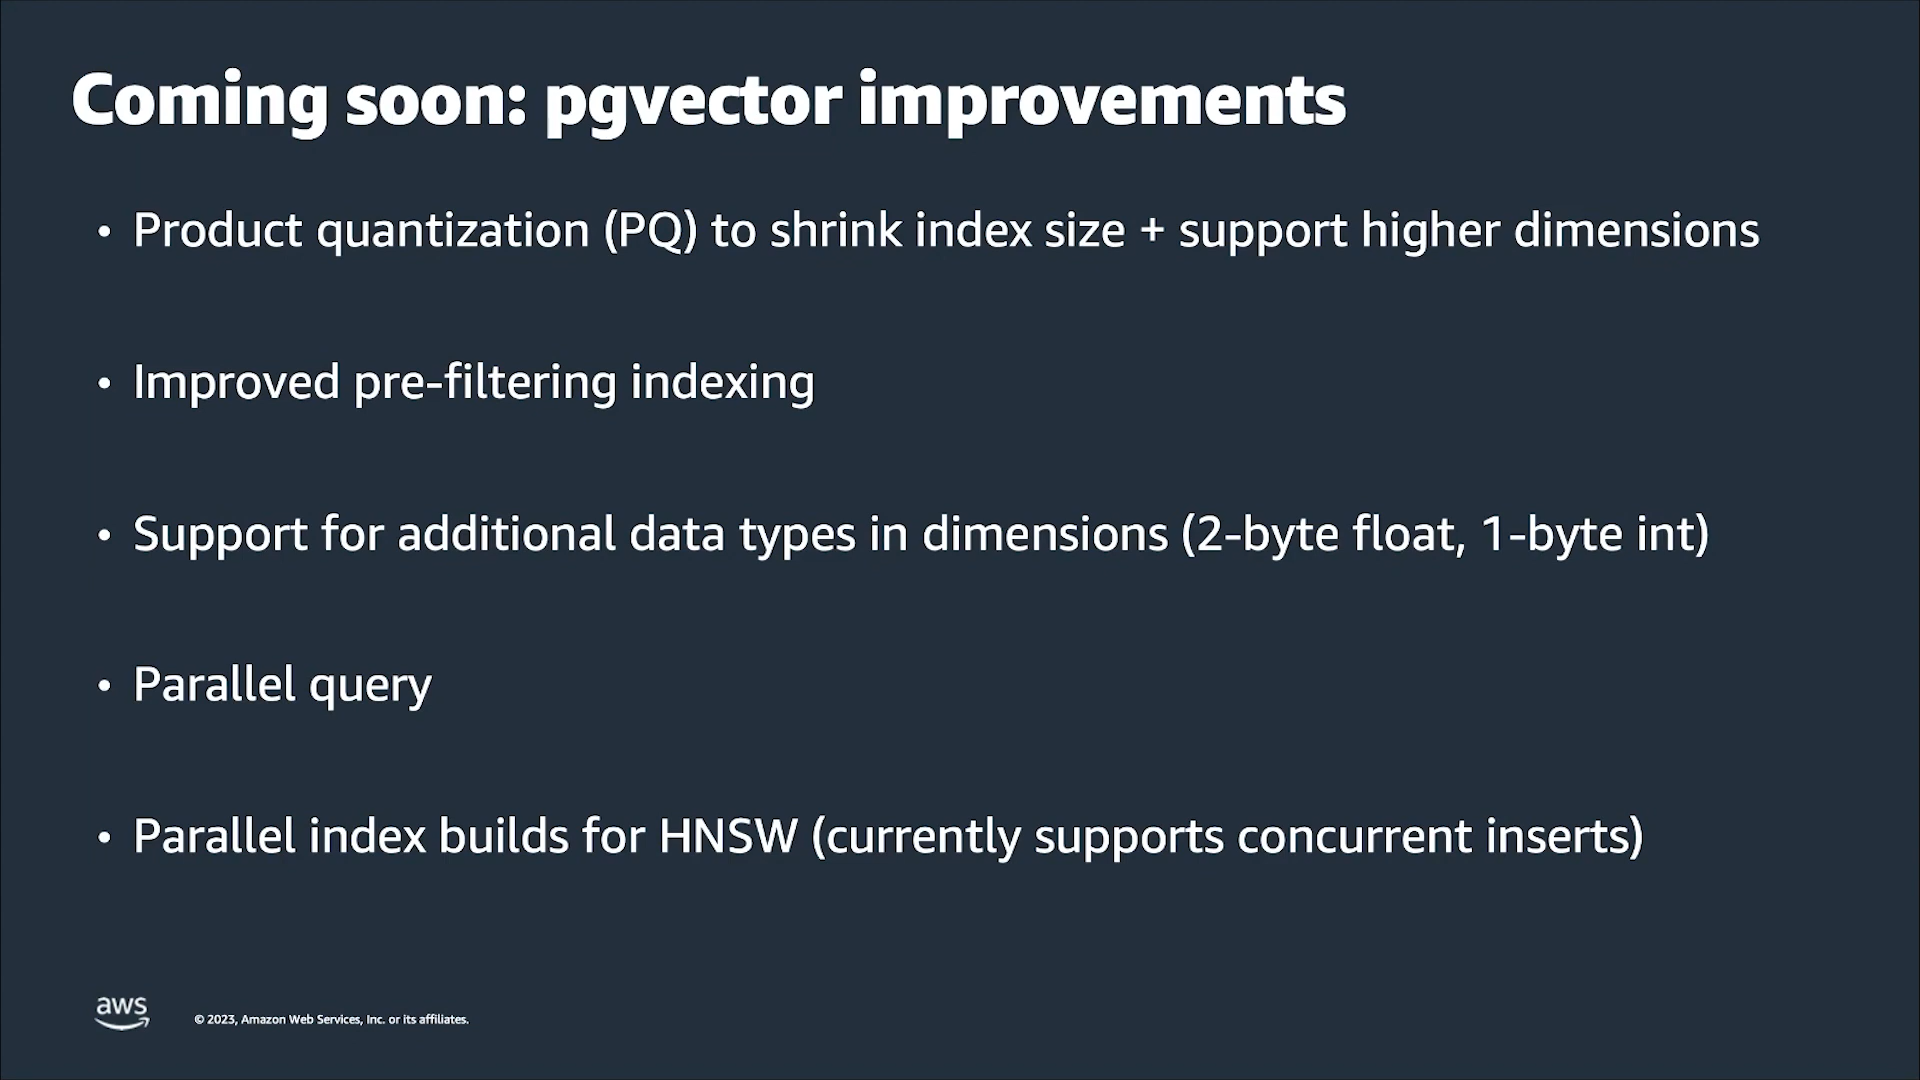 Coming soon: pgvector improvements
• Product quantization (PQ) to shrink index size + support higher dimensions
• Improved pre-filtering indexing
• Support for additional data types in dimensions (2-byte float, 1-byte int)
• Parallel query
• Parallel index builds for HNSW (currently supports concurrent inserts)
aws
© 2023, Amazon Web Services, Inc. or its affiliates.